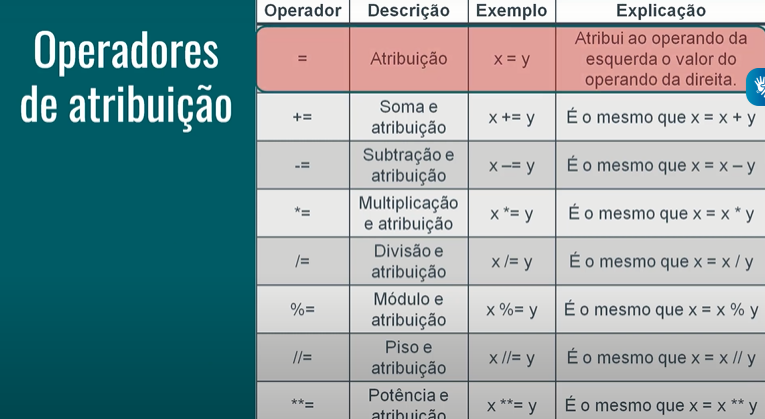 Operadores
de atribuição
Operador Descrição Exemplo Explicação
= Atribuição x = y Atribui ao operando da
esquerda o valor do
operando da direita.
+= Soma e
atribuição x += y É o mesmo que x = x + y
-= Subtração e
atribuição x –= y É o mesmo que x = x – y
*= Multiplicação
e atribuição x *= y É o mesmo que x = x * y
/= Divisão e
atribuição x /= y É o mesmo que x = x / y
%= Módulo e
atribuição x %= y É o mesmo que x = x % y
//= Piso e
atribuição x //= y É o mesmo que x = x // y
**= Potência e
atribuição x **= y É o mesmo que x = x ** y